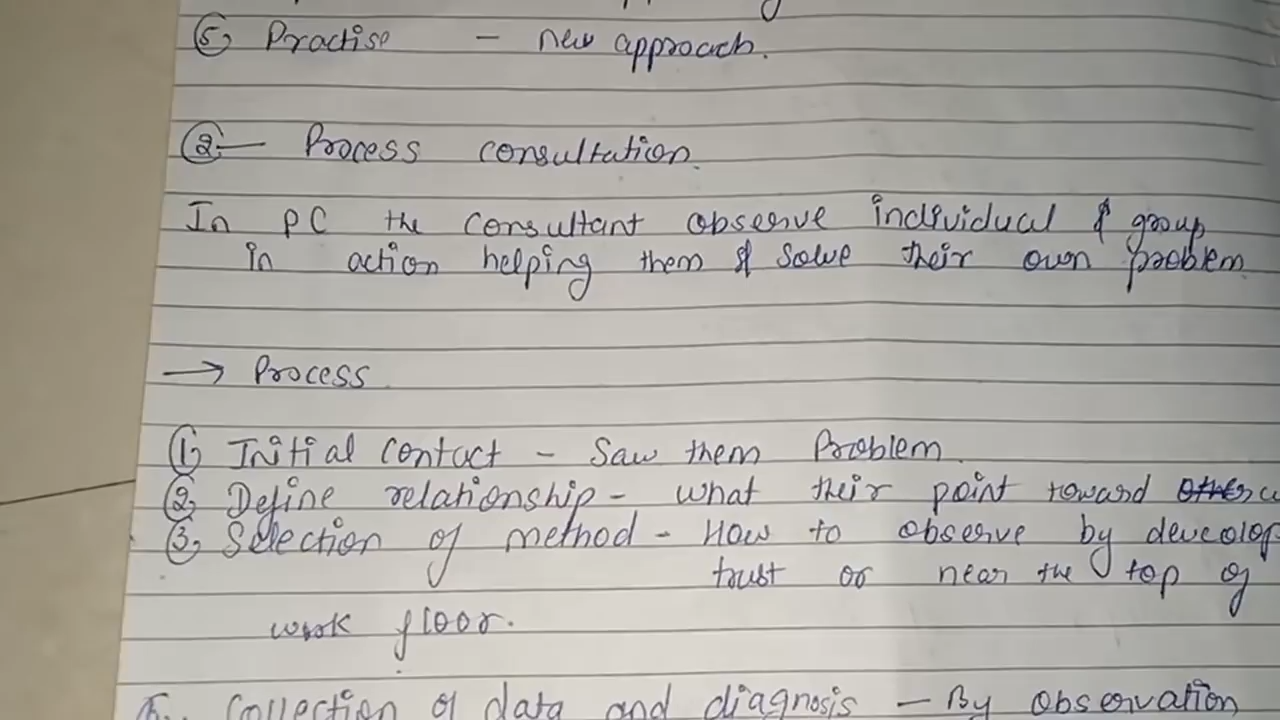 ⑤ Practise - new approach.
② — Process consultation.
In PC the consultant observe individual & group
in action helping them & solve their own problem
→ Process
① Initial contact - Saw them Problem.
② Define relationship - what their point toward
③ Selection of method - How to observe by develop
trust or near the top of
work floor.
Collection of data and diagnosis - By observation